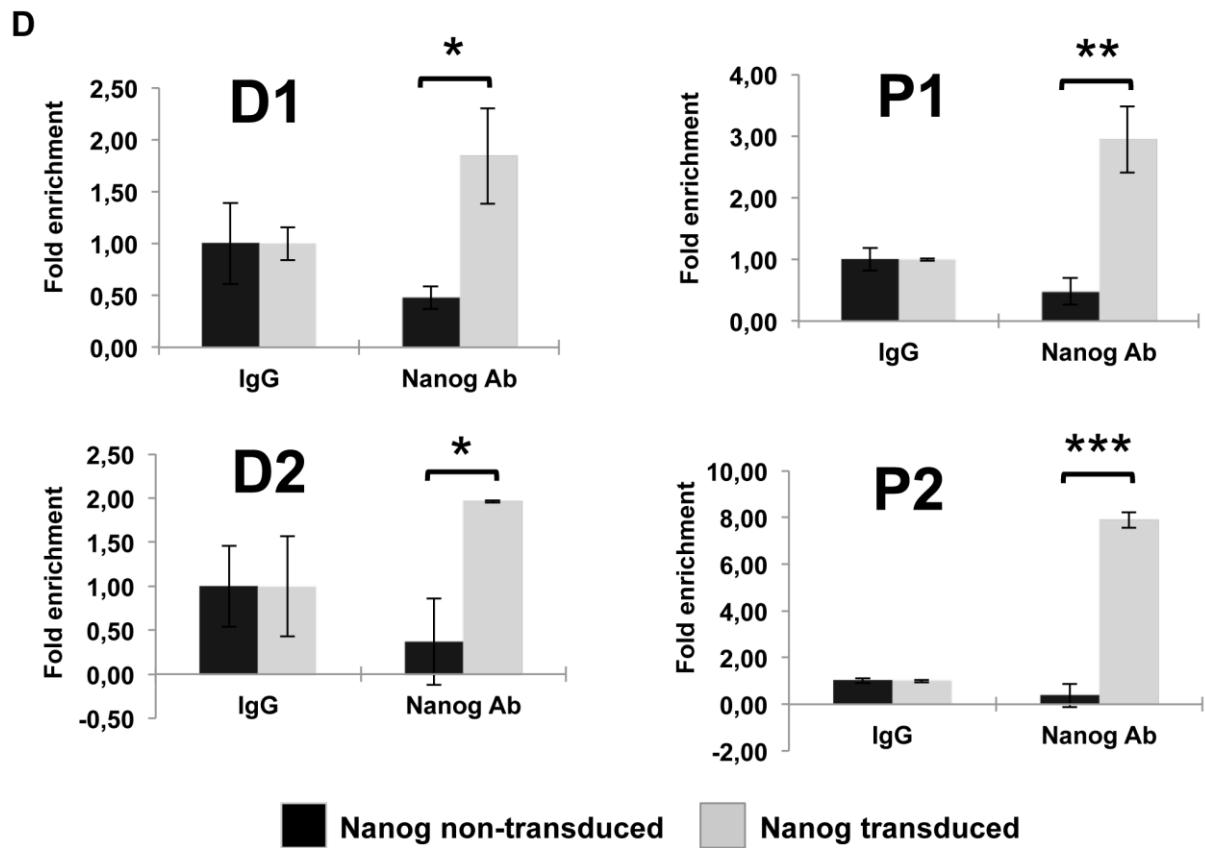 D
D1
*
Fold enrichment
2,50
2,00
1,50
1,00
0,50
0,00
IgG
Nanog Ab
P1
**
Fold enrichment
4,00
3,00
2,00
1,00
0,00
IgG
Nanog Ab
D2
*
Fold enrichment
2,50
2,00
1,50
1,00
0,50
0,00
-0,50
IgG
Nanog Ab
P2
***
Fold enrichment
10,00
8,00
6,00
4,00
2,00
0,00
-2,00
IgG
Nanog Ab
Nanog non-transduced
Nanog transduced